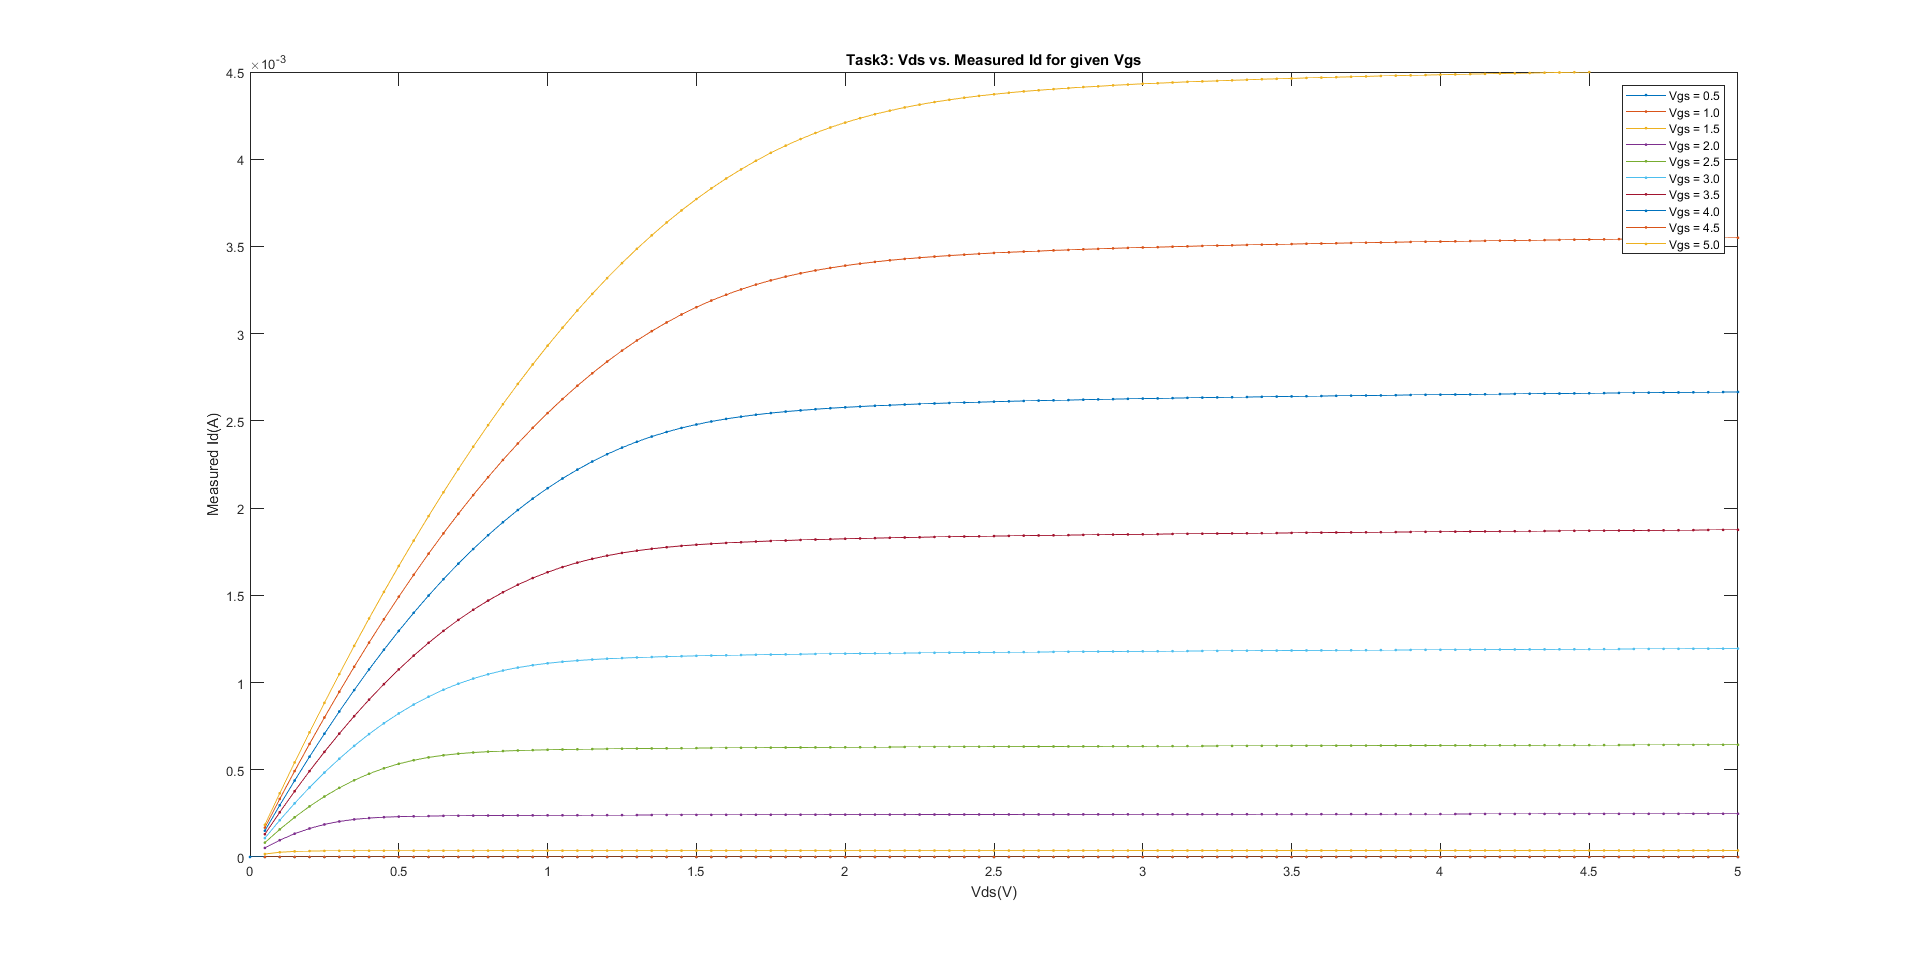 Task3: Vds vs. Measured Id for given Vgs
×10-3
4.5
4
3.5
3
2.5
2
1.5
1
0.5
0
Measured Id(A)
Vgs = 0.5
Vgs = 1.0
Vgs = 1.5
Vgs = 2.0
Vgs = 2.5
Vgs = 3.0
Vgs = 3.5
Vgs = 4.0
Vgs = 4.5
Vgs = 5.0
0 0.5 1 1.5 2 2.5 3 3.5 4 4.5 5
Vds(V)